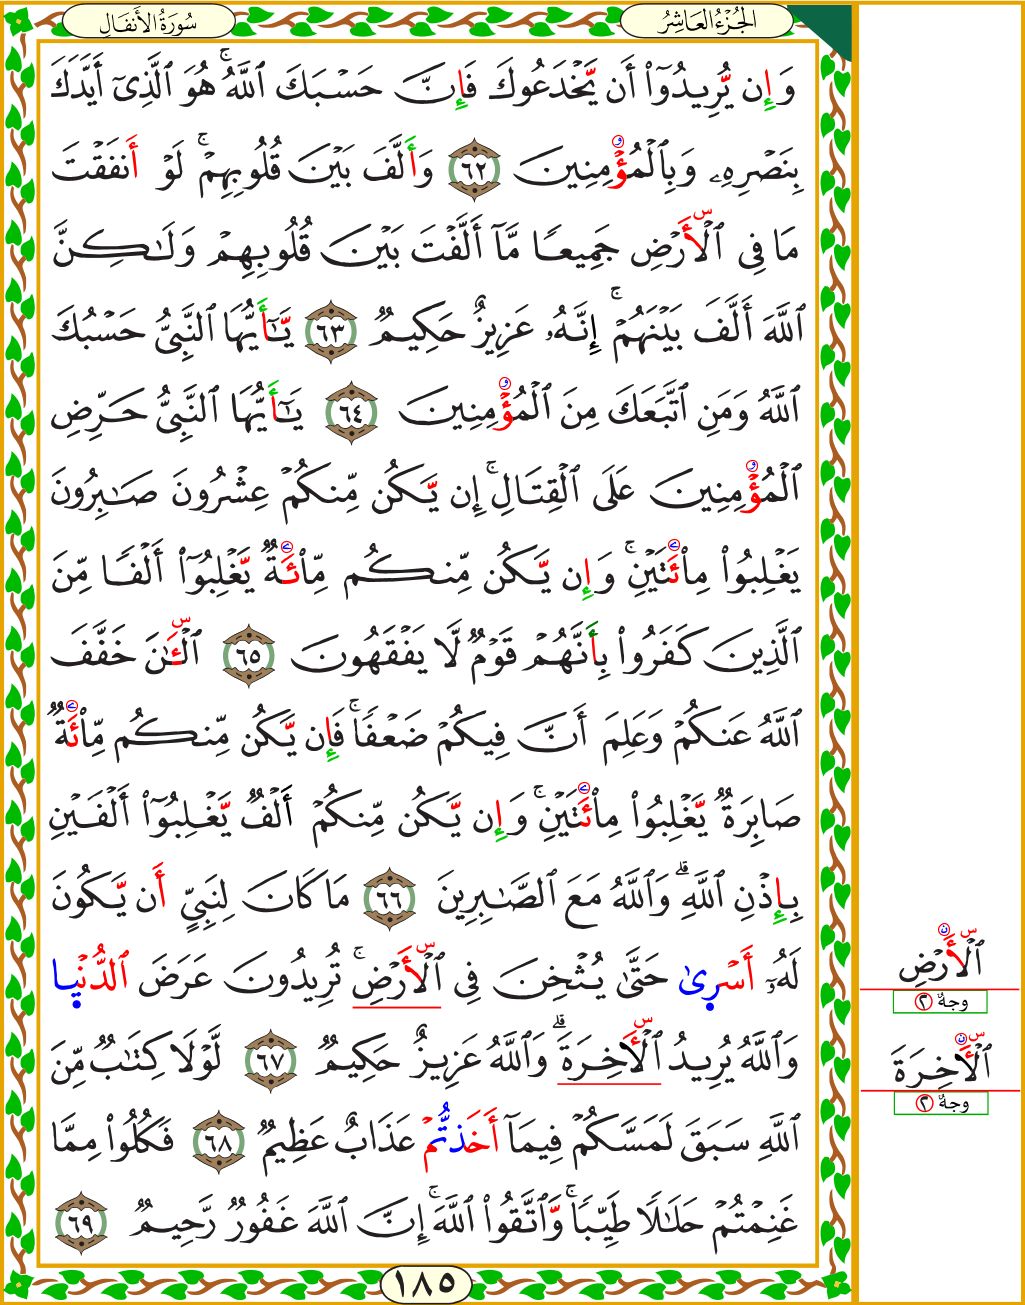 الجُزْءُ العَاشِرُ
سُورَةُ الأَنفَالِ
وَإِن يُّرِيدُوٓا۟ أَن يَّخْدَعُوكَ فَإِنَّ حَسْبَكَ ٱللَّهُ ۚ هُوَ ٱلَّذِىٓ أَيَّدَكَ
بِنَصْرِهِۦ وَبِٱلْمُؤْمِنِينَ ٦٢ وَأَلَّفَ بَيْنَ قُلُوبِهِمْ ۚ لَوْ أَنفَقْتَ
مَا فِى ٱلْأَرْضِ جَمِيعًا مَّآ أَلَّفْتَ بَيْنَ قُلُوبِهِمْ وَلَٰكِنَّ
ٱللَّهَ أَلَّفَ بَيْنَهُمْ ۚ إِنَّهُۥ عَزِيزٌ حَكِيمٌ ٦٣ يَّٰٓأَيُّهَا ٱلنَّبِىُّ حَسْبُكَ
ٱللَّهُ وَمَنِ ٱتَّبَعَكَ مِنَ ٱلْمُؤْمِنِينَ ٦٤ يَٰٓأَيُّهَا ٱلنَّبِىُّ حَرِّضِ
ٱلْمُؤْمِنِينَ عَلَى ٱلْقِتَالِ ۚ إِن يَّكُن مِّنكُمْ عِشْرُونَ صَٰبِرُونَ
يَغْلِبُوا۟ مِا۟ئَتَيْنِ ۚ وَإِن يَّكُن مِّنكُم مِّا۟ئَةٌ يَّغْلِبُوٓا۟ أَلْفًا مِّنَ
ٱلَّذِينَ كَفَرُوا۟ بِأَنَّهُمْ قَوْمٌ لَّا يَفْقَهُونَ ٦٥ ٱلْـَٰٔنَ خَفَّفَ
ٱللَّهُ عَنكُمْ وَعَلِمَ أَنَّ فِيكُمْ ضَعْفًا ۚ فَإِن يَّكُن مِّنكُم مِّا۟ئَةٌ
صَابِرَةٌ يَّغْلِبُوا۟ مِا۟ئَتَيْنِ ۚ وَإِن يَّكُن مِّنكُمْ أَلْفٌ يَّغْلِبُوٓا۟ أَلْفَيْنِ
بِإِذْنِ ٱللَّهِ ۗ وَٱللَّهُ مَعَ ٱلصَّٰبِرِينَ ٦٦ مَا كَانَ لِنَبِىٍّ أَن يَّكُونَ
لَهُۥٓ أَسْرِىٰ حَتَّىٰ يُثْخِنَ فِى ٱلْأَرْضِ ۚ تُرِيدُونَ عَرَضَ ٱلدُّنْيِا
وَٱللَّهُ يُرِيدُ ٱلْأَخِرَةَ ۗ وَٱللَّهُ عَزِيزٌ حَكِيمٌ ٦٧ لَّوْلَا كِتَٰبٌ مِّنَ
ٱللَّهِ سَبَقَ لَمَسَّكُمْ فِيمَآ أَخَذتُّمْ عَذَابٌ عَظِيمٌ ٦٨ فَكُلُوا۟ مِمَّا
غَنِمْتُمْ حَلَٰلًا طَيِّبًا ۚ وَّٱتَّقُوا۟ ٱللَّهَ ۚ إِنَّ ٱللَّهَ غَفُورٌ رَّحِيمٌ ٦٩
ٱلْأَرْضِ
وجهٌ ٢
ٱلْأَخِرَةَ
وجهٌ ٢
١٨٥